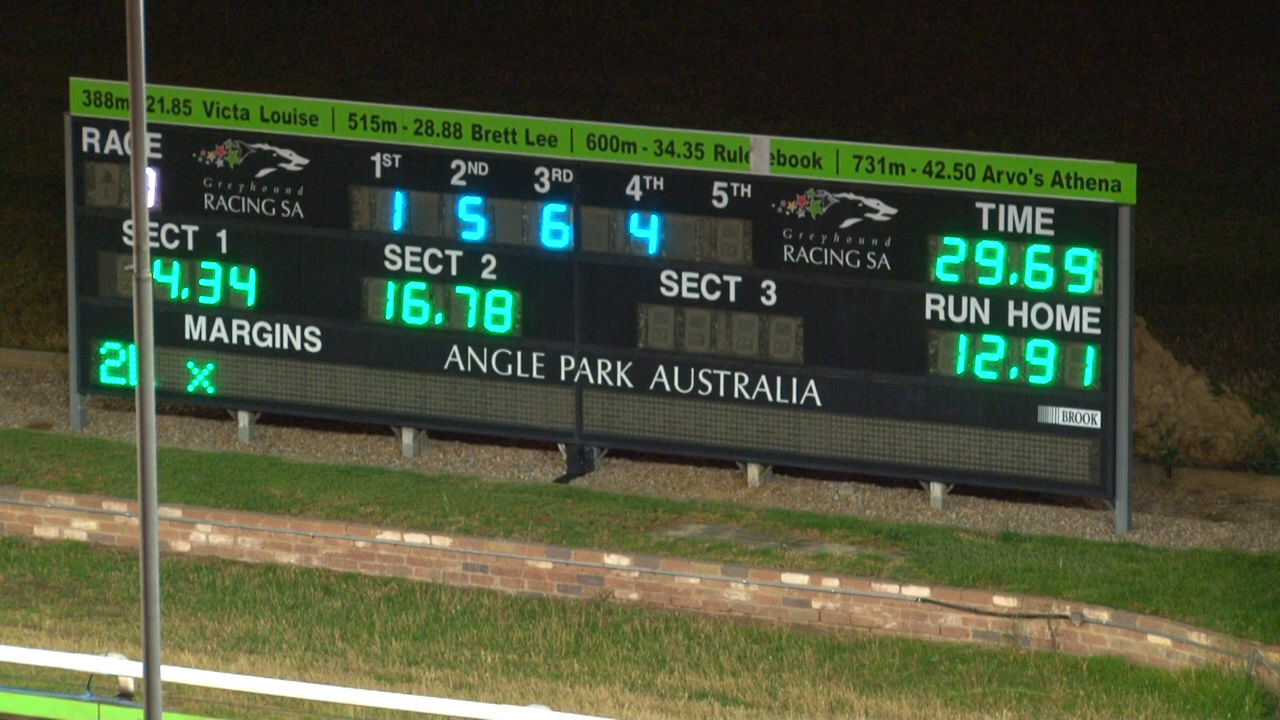 388m 21.85 Victa Louise | 515m - 28.88 Brett Lee | 600m - 34.35 Rulebook | 731m - 42.50 Arvo's Athena
RACE
Greyhound
RACING SA
1ST 2ND 3RD 4TH 5TH
1 5 6 4
Greyhound
RACING SA
TIME
29.69
SECT 1
4.34
SECT 2
16.78
SECT 3
RUN HOME
12.91
MARGINS
2L x
ANGLE PARK AUSTRALIA
BROOK